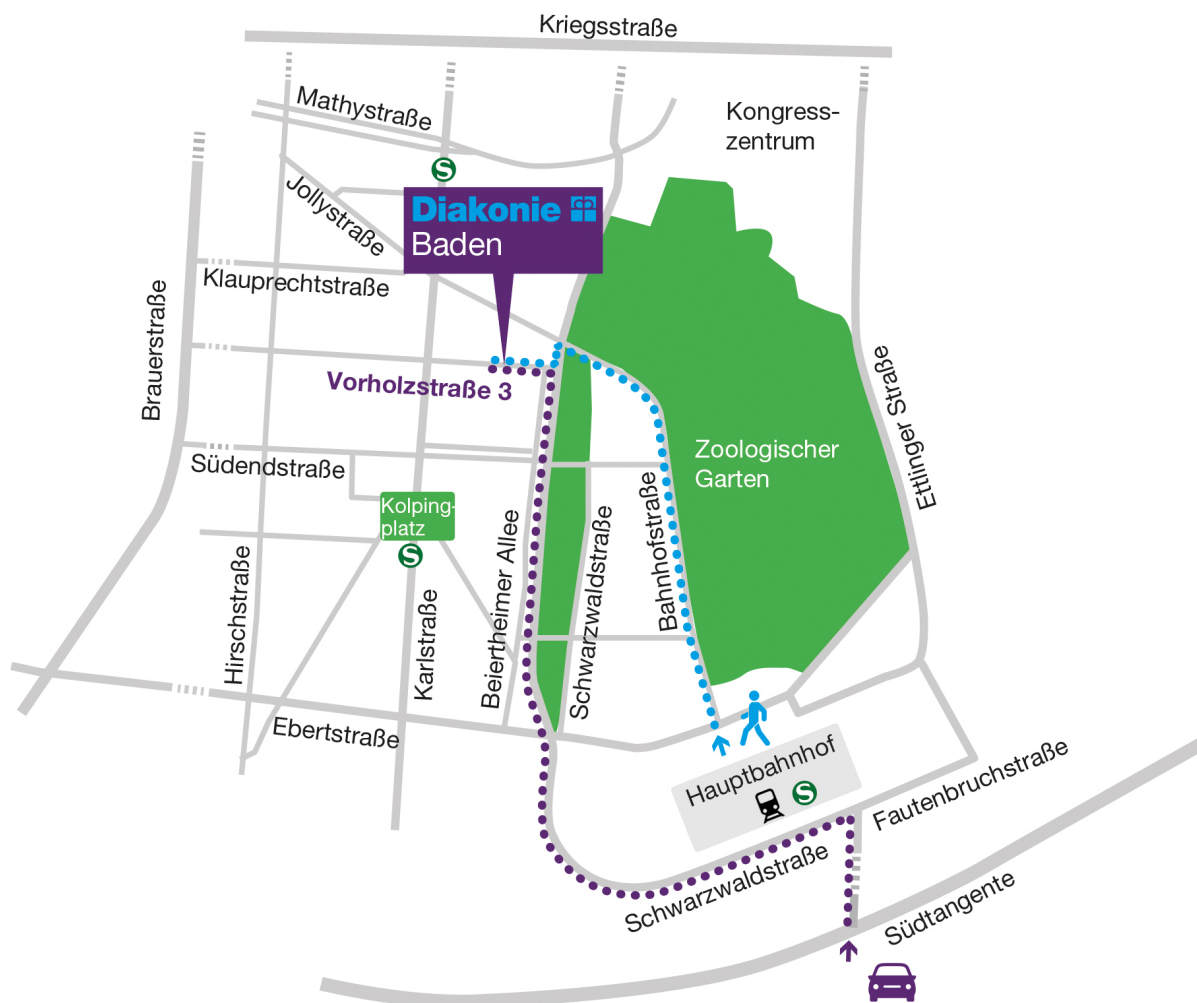 Kriegsstraße
Mathystraße
Kongress-
zentrum
S
Jollystraße
Diakonie
Baden
Klauprechtstraße
Brauerstraße
Vorholzstraße 3
Ettlinger Straße
Südendstraße
Zoologischer
Garten
Kolping-
platz
S
Hirschstraße
Karlstraße
Beiertheimer Allee
Schwarzwaldstraße
Bahnhofstraße
Ebertstraße
Hauptbahnhof
S
Fautenbruchstraße
Schwarzwaldstraße
Südtangente